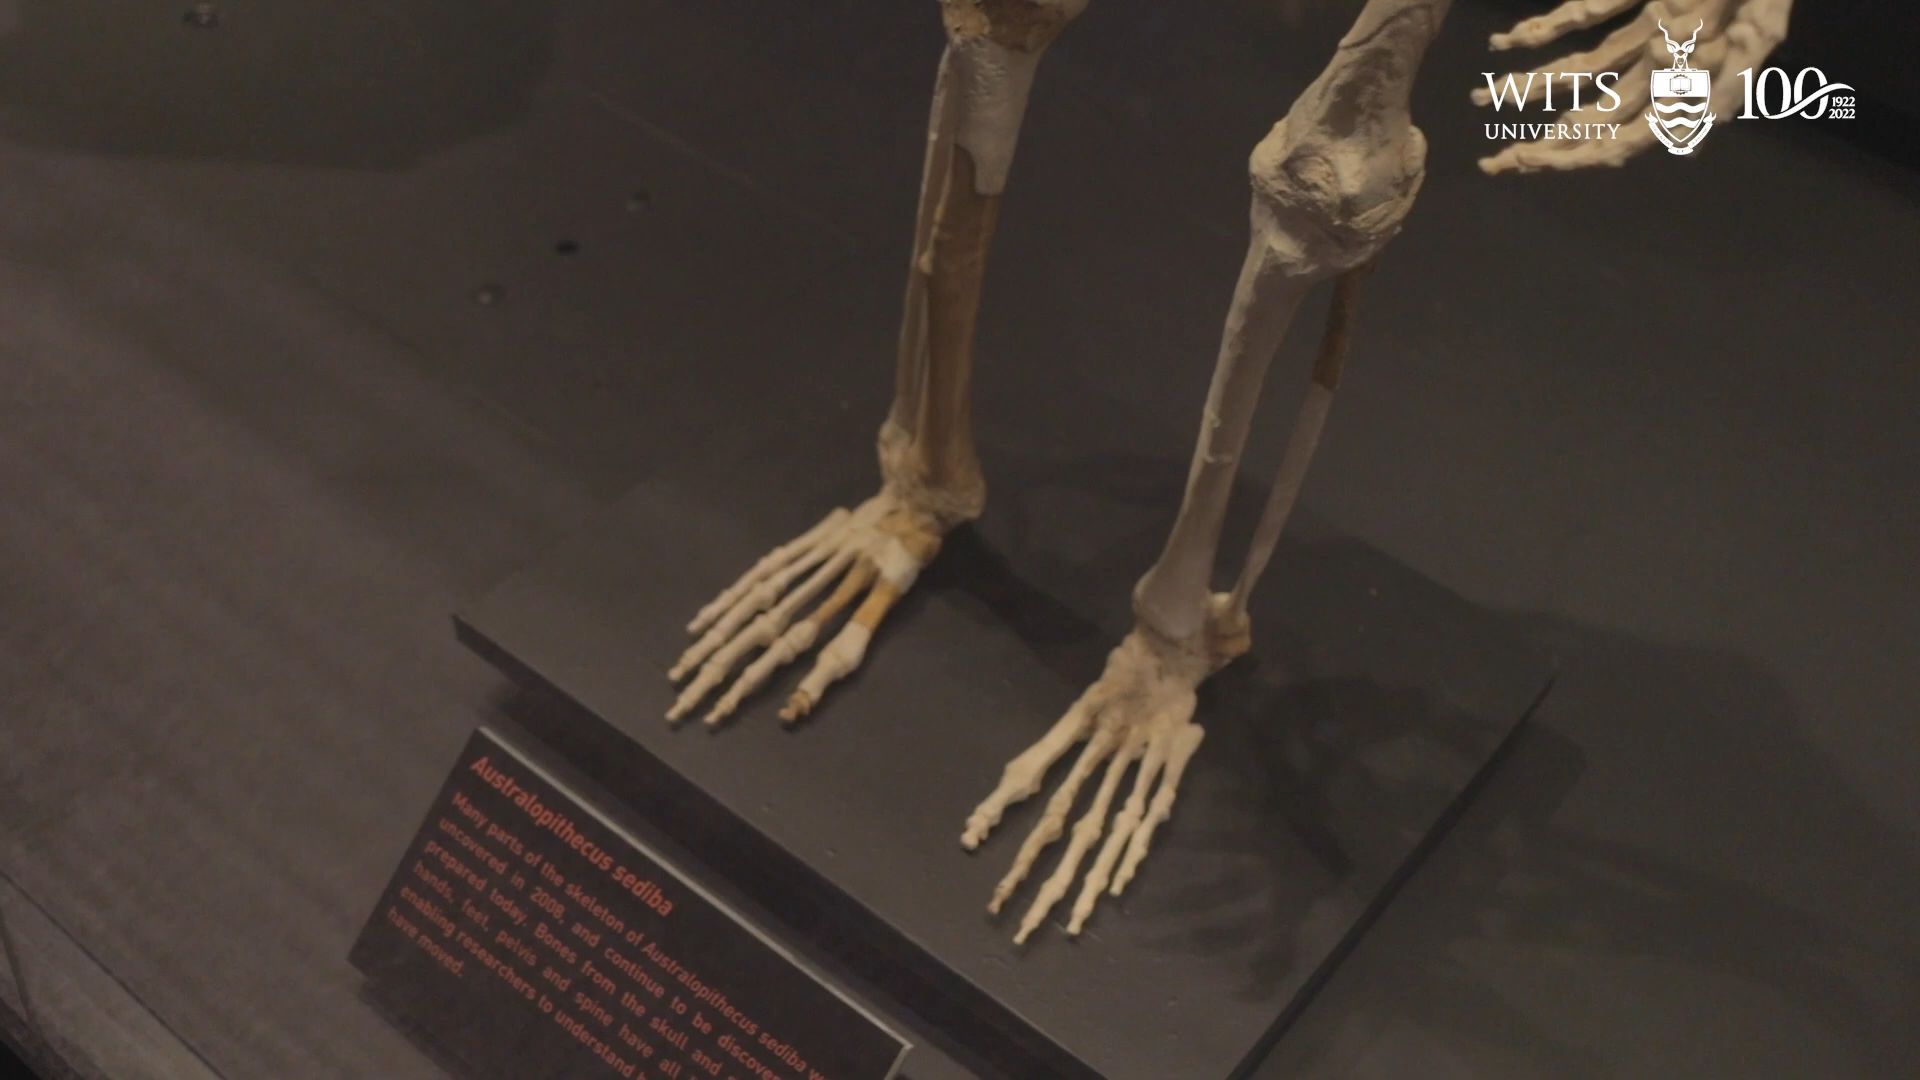 WITS
UNIVERSITY
100
1922
2022
Australopithecus sediba
Many parts of the skeleton of Australopithecus sediba
uncovered in 2008, and continue to be
prepared today. Bones from the skull and
hands, feet, pelvis and spine have all
enabling researchers to understand
have moved.